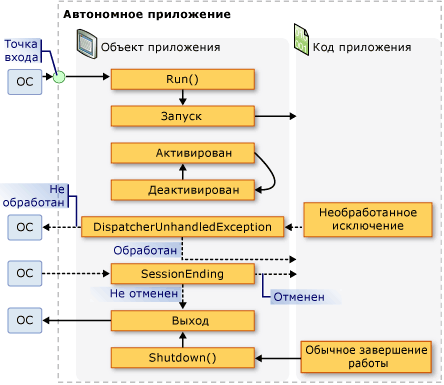 Автономное приложение
Объект приложения
Код приложения
Точка
входа
ОС
Run()
Запуск
Активирован
Деактивирован
Не
обработан
ОС
DispatcherUnhandledException
Необработанное
исключение
Обработан
ОС
SessionEnding
Не отменен
Отменен
ОС
Выход
Shutdown()
Обычное завершение
работы